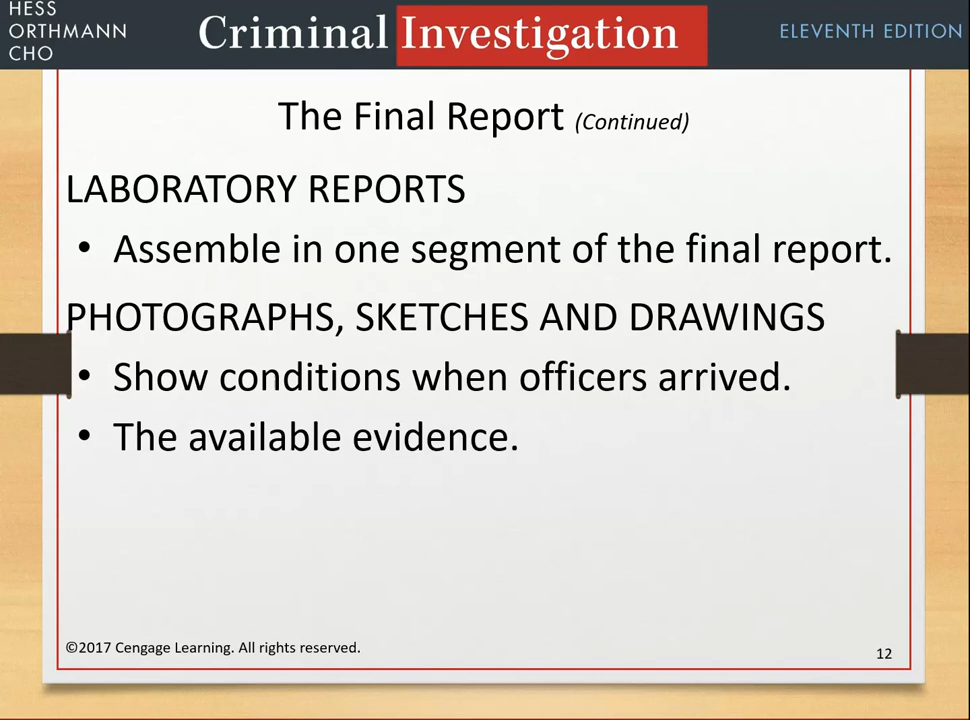 HESS
ORTHMANN
CHO
Criminal Investigation
ELEVENTH EDITION
The Final Report (Continued)
LABORATORY REPORTS
• Assemble in one segment of the final report.
PHOTOGRAPHS, SKETCHES AND DRAWINGS
• Show conditions when officers arrived.
• The available evidence.
©2017 Cengage Learning. All rights reserved.
12